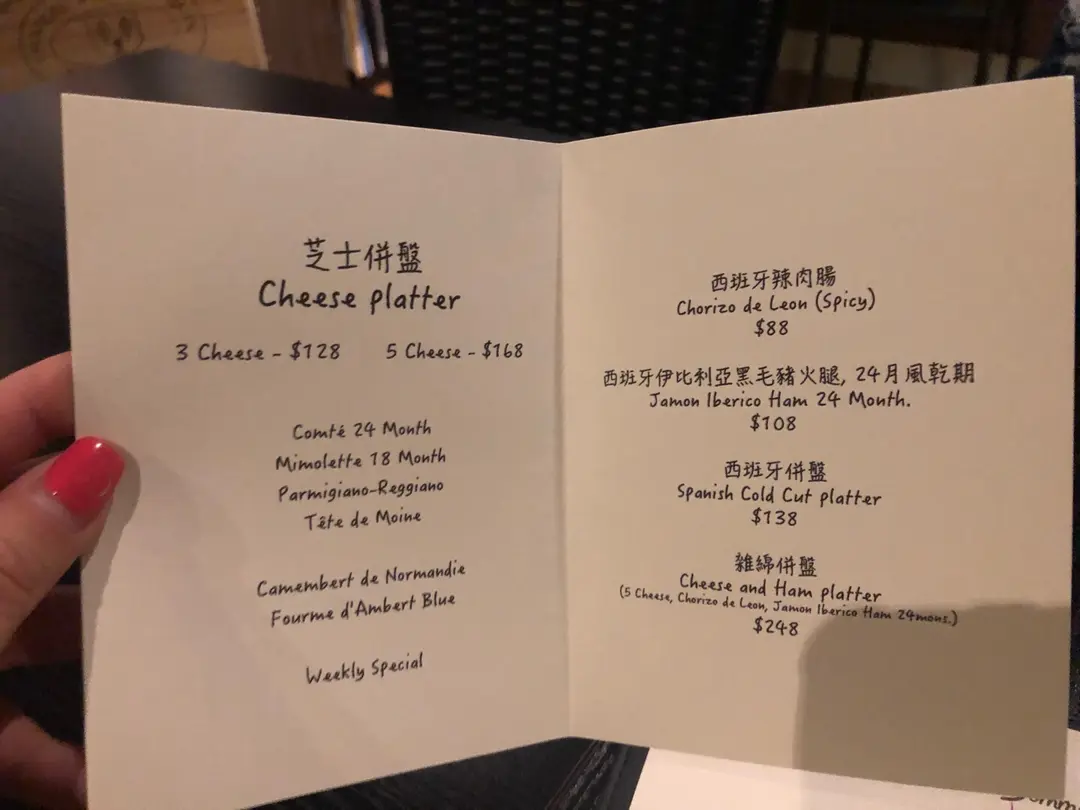 芝士併盤
Cheese platter
3 Cheese - $128 5 Cheese - $168
Comté 24 Month
Mimolette 18 Month
Parmigiano-Reggiano
Tête de Moine
Camembert de Normandie
Fourme d'Ambert Blue
Weekly Special
西班牙辣肉腸
Chorizo de Leon (Spicy)
$88
西班牙伊比利亞黑毛豬火腿, 24月風乾期
Jamon Iberico Ham 24 Month.
$108
西班牙併盤
Spanish Cold Cut platter
$138
雜綿併盤
Cheese and Ham platter
(5 Cheese, Chorizo de Leon, Jamon Iberico Ham 24mons.)
$248